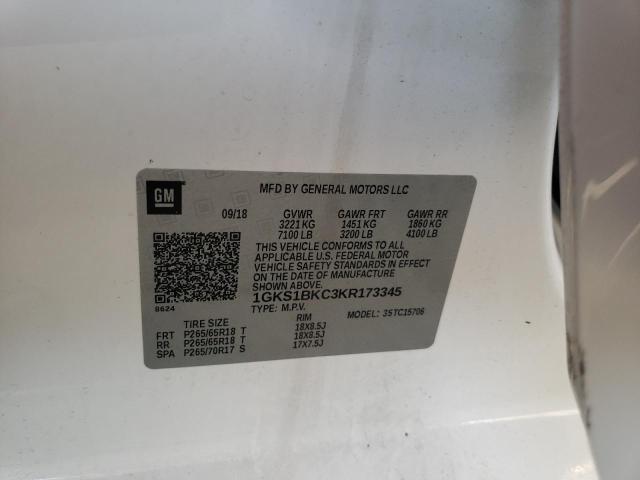 GM
MFD BY GENERAL MOTORS LLC
09/18 GVWR GAWR FRT GAWR RR
3221 KG 1451 KG 1860 KG
7100 LB 3200 LB 4100 LB
THIS VEHICLE CONFORMS TO ALL
APPLICABLE U.S. FEDERAL MOTOR
VEHICLE SAFETY STANDARDS IN EFFECT
ON THE DATE OF MANUFACTURE
SHOWN ABOVE.
1GKS1BKC3KR173345
8624
TYPE: M.P.V. MODEL: 3STC15706
TIRE SIZE RIM
FRT P265/65R18 T 18X8.5J
RR P265/65R18 T 18X8.5J
SPA P265/70R17 S 17X7.5J